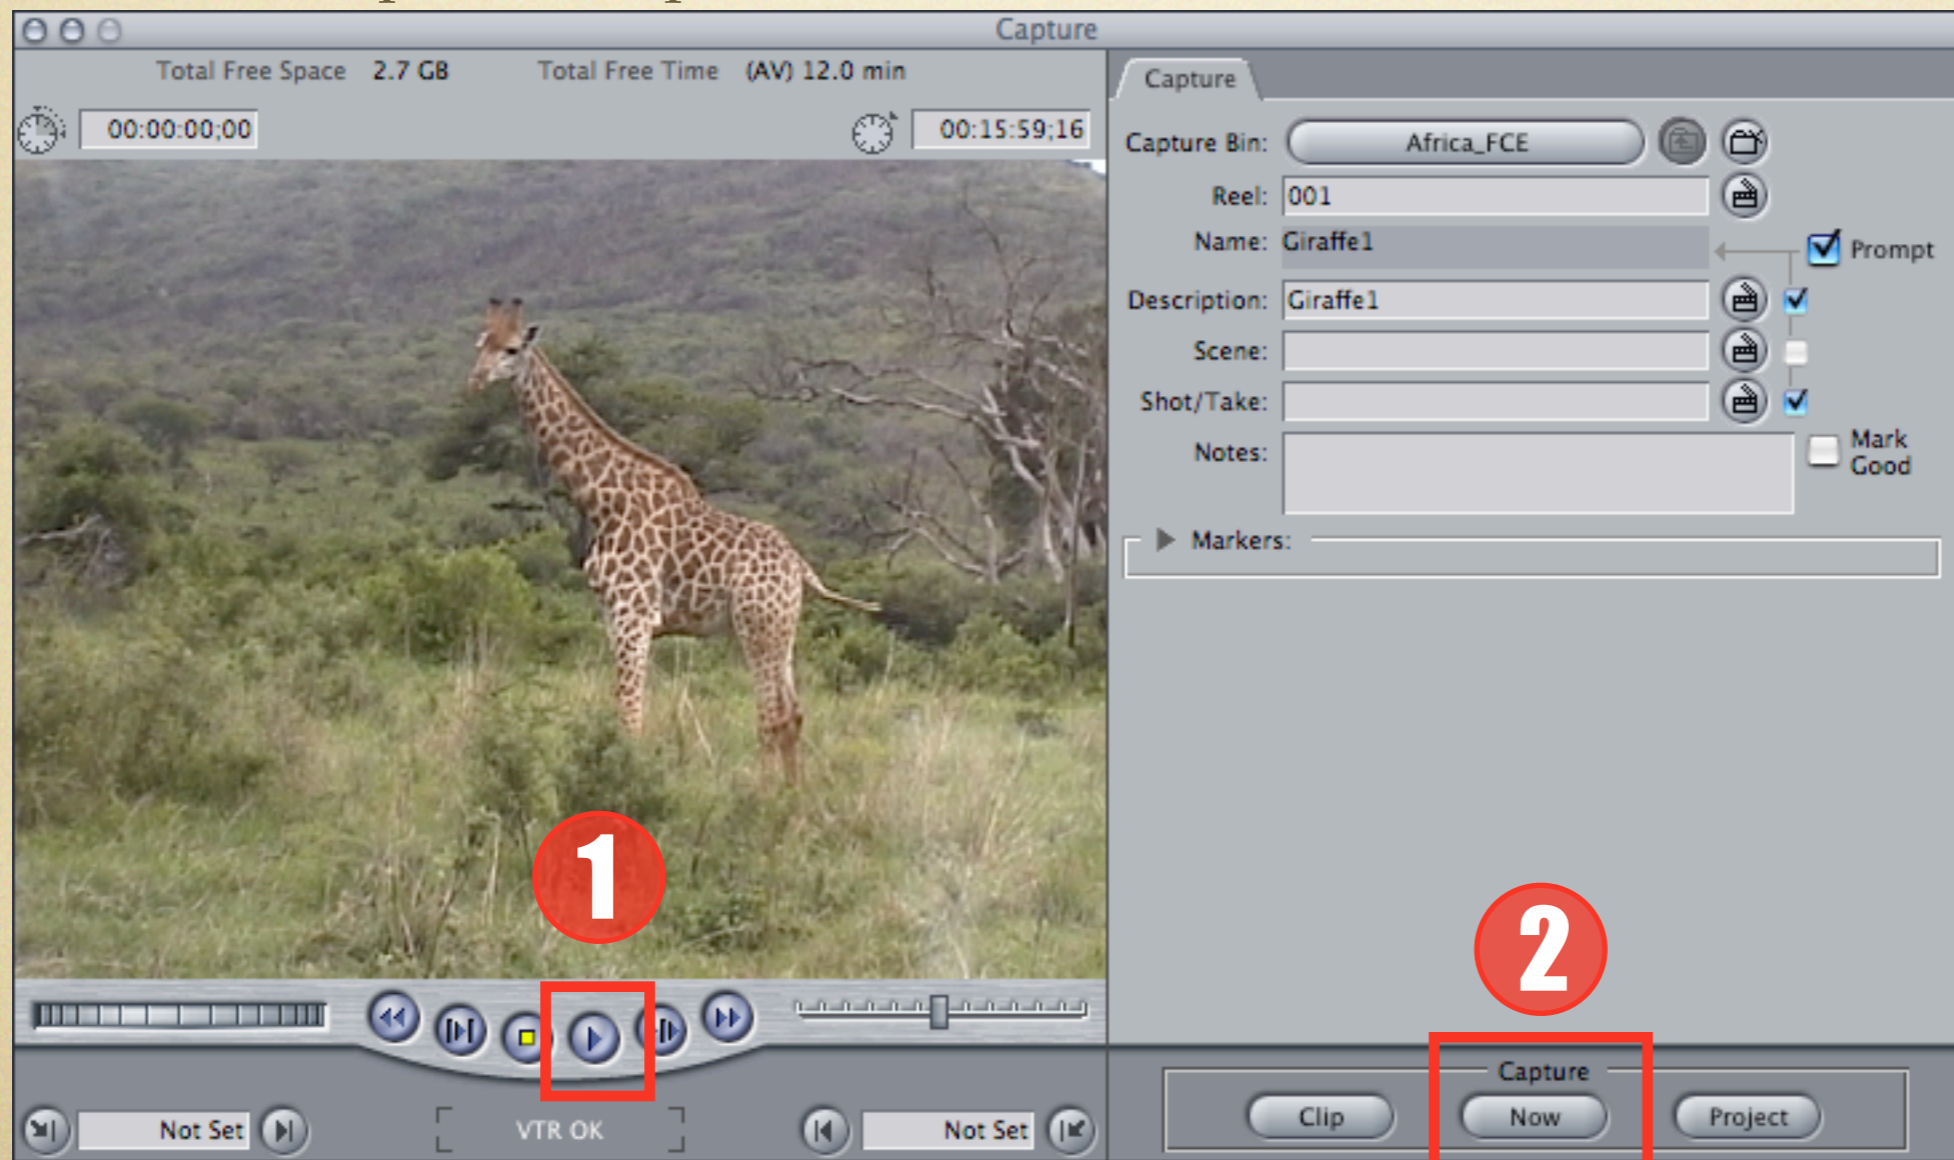 Capture
Total Free Space 2.7 GB Total Free Time (AV) 12.0 min
00:00:00;00 00:15:59;16
1
Not Set VTR OK Not Set
Capture
Capture Bin: Africa_FCE
Reel: 001
Name: Giraffe1 Prompt
Description: Giraffe1
Scene:
Shot/Take:
Notes: Mark
Good
Markers:
2
Capture
Clip Now Project